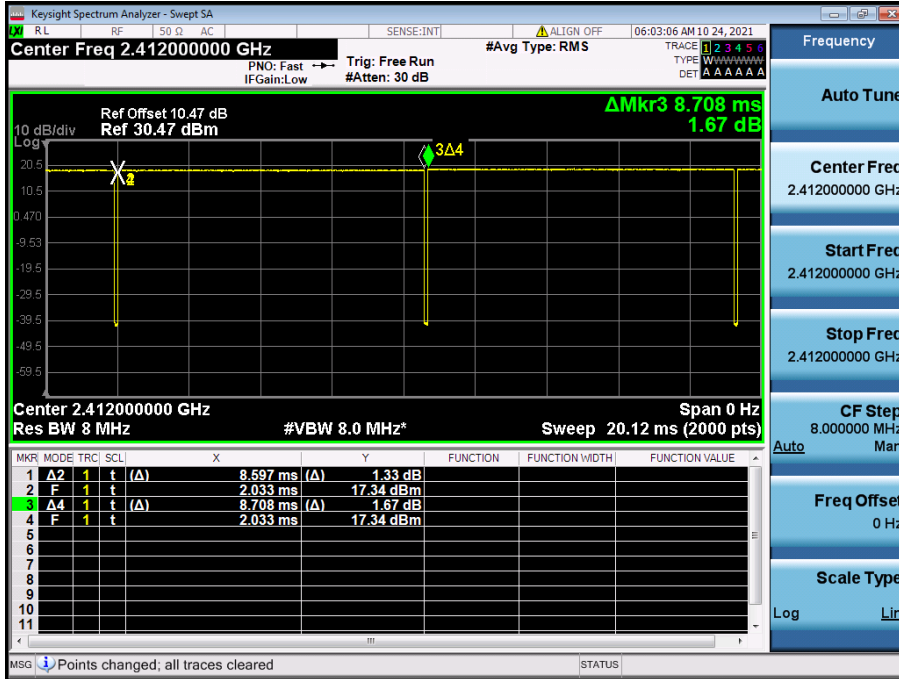 Keysight Spectrum Analyzer - Swept SA
LXI RL RF 50 Ω AC SENSE:INT ALIGN OFF 06:03:06 AM 10 24, 2021
Center Freq 2.412000000 GHz #Avg Type: RMS TRACE 1 2 3 4 5 6
PNO: Fast Trig: Free Run TYPE WWWWWW
IFGain:Low #Atten: 30 dB DET A A A A A A
ΔMkr3 8.708 ms
1.67 dB
Ref Offset 10.47 dB
10 dB/div Ref 30.47 dBm
Log
3Δ4
20.5
2
10.5
0.470
-9.53
-19.5
-29.5
-39.5
-49.5
-59.5
Center 2.412000000 GHz Span 0 Hz
Res BW 8 MHz #VBW 8.0 MHz* Sweep 20.12 ms (2000 pts)
MKR MODE TRC SCL X Y FUNCTION FUNCTION WIDTH FUNCTION VALUE
1 Δ2 1 t (Δ) 8.597 ms (Δ) 1.33 dB
2 F 1 t 2.033 ms 17.34 dBm
3 Δ4 1 t (Δ) 8.708 ms (Δ) 1.67 dB
4 F 1 t 2.033 ms 17.34 dBm
5
6
7
8
9
10
11
MSG Points changed; all traces cleared STATUS
Frequency
Auto Tune
Center Freq
2.412000000 GHz
Start Freq
2.412000000 GHz
Stop Freq
2.412000000 GHz
CF Step
8.000000 MHz
Auto Man
Freq Offset
0 Hz
Scale Type
Log Lin